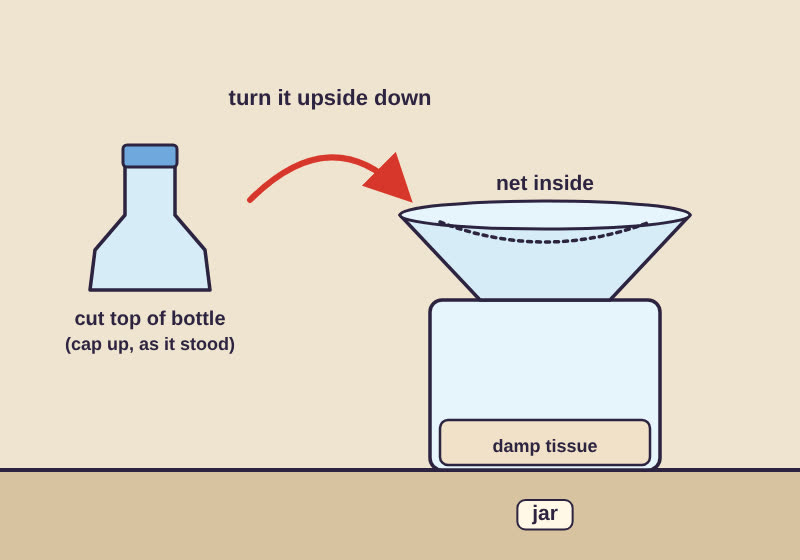 turn it upside down
net inside
cut top of bottle
(cap up, as it stood)
damp tissue
jar